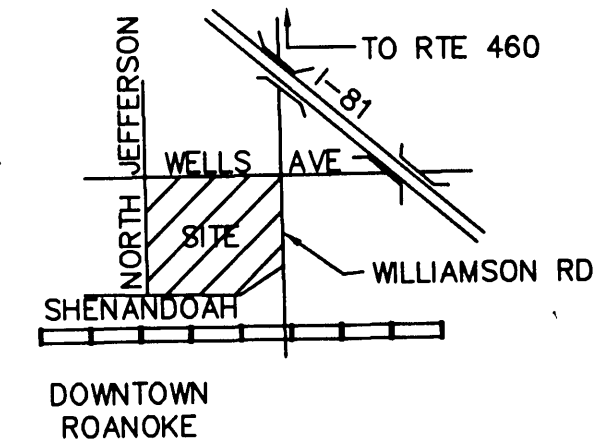 TO RTE 460
I-81
NORTH JEFFERSON
WELLS AVE
SITE
WILLIAMSON RD
SHENANDOAH
DOWNTOWN
ROANOKE